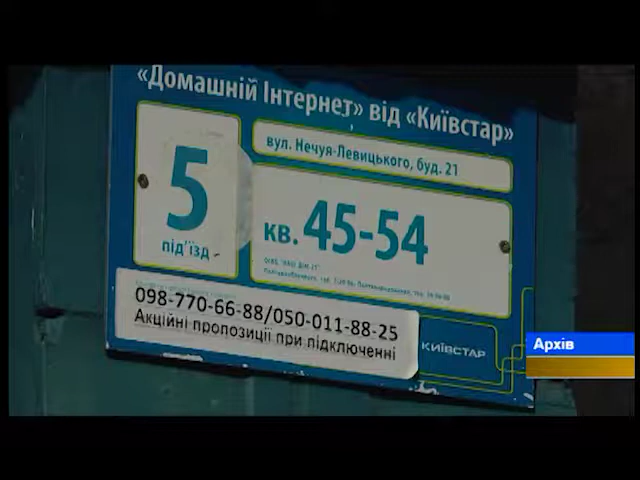 «Домашній Інтернет» від «Київстар»
вул. Нечуя-Левицького, буд. 21
5
під'їзд
кв. 45-54
098-770-66-88/050-011-88-25
Акційні пропозиції при підключенні
КИЇВСТАР
Архів